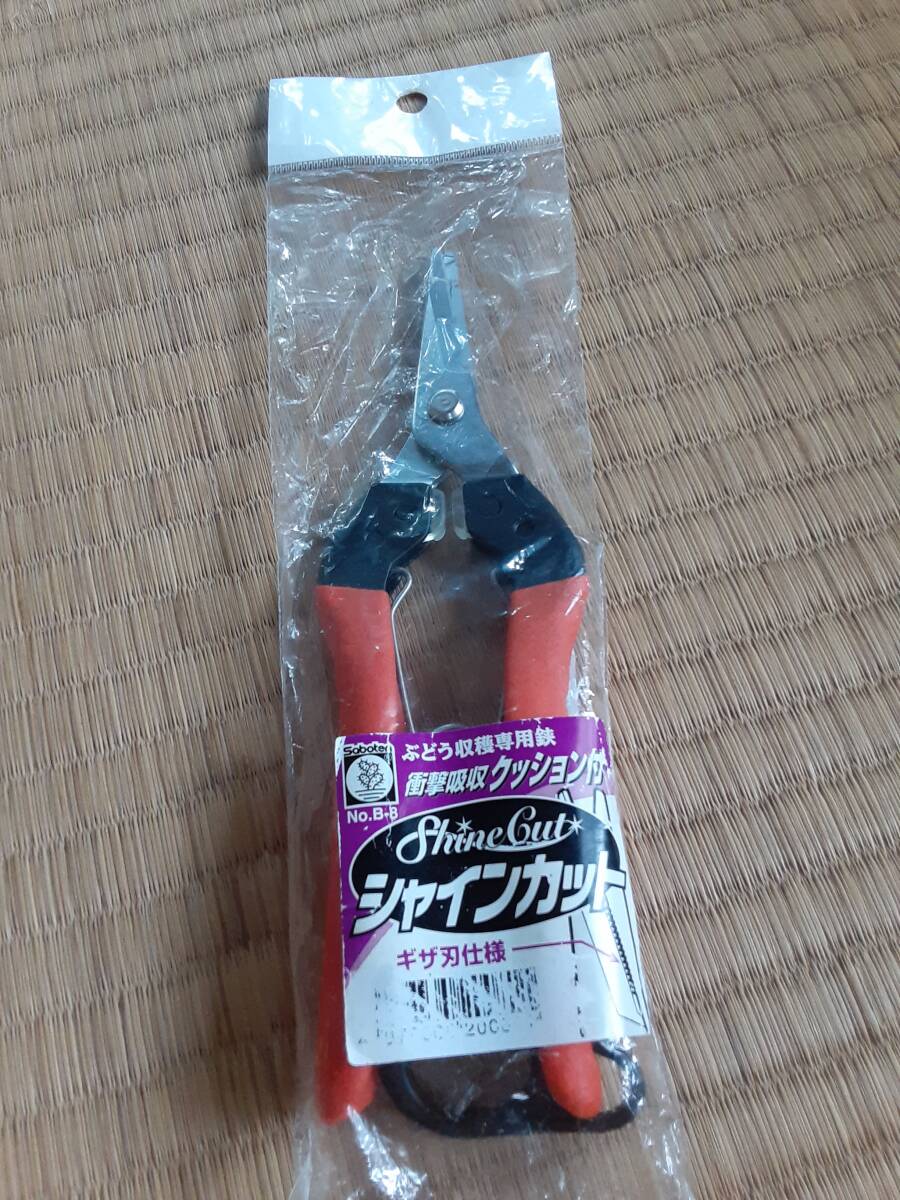 Saboten
No.B-8
ぶどう収穫専用鋏
衝撃吸収クッション付
Shine Cut
シャインカット
ギザ刃仕様